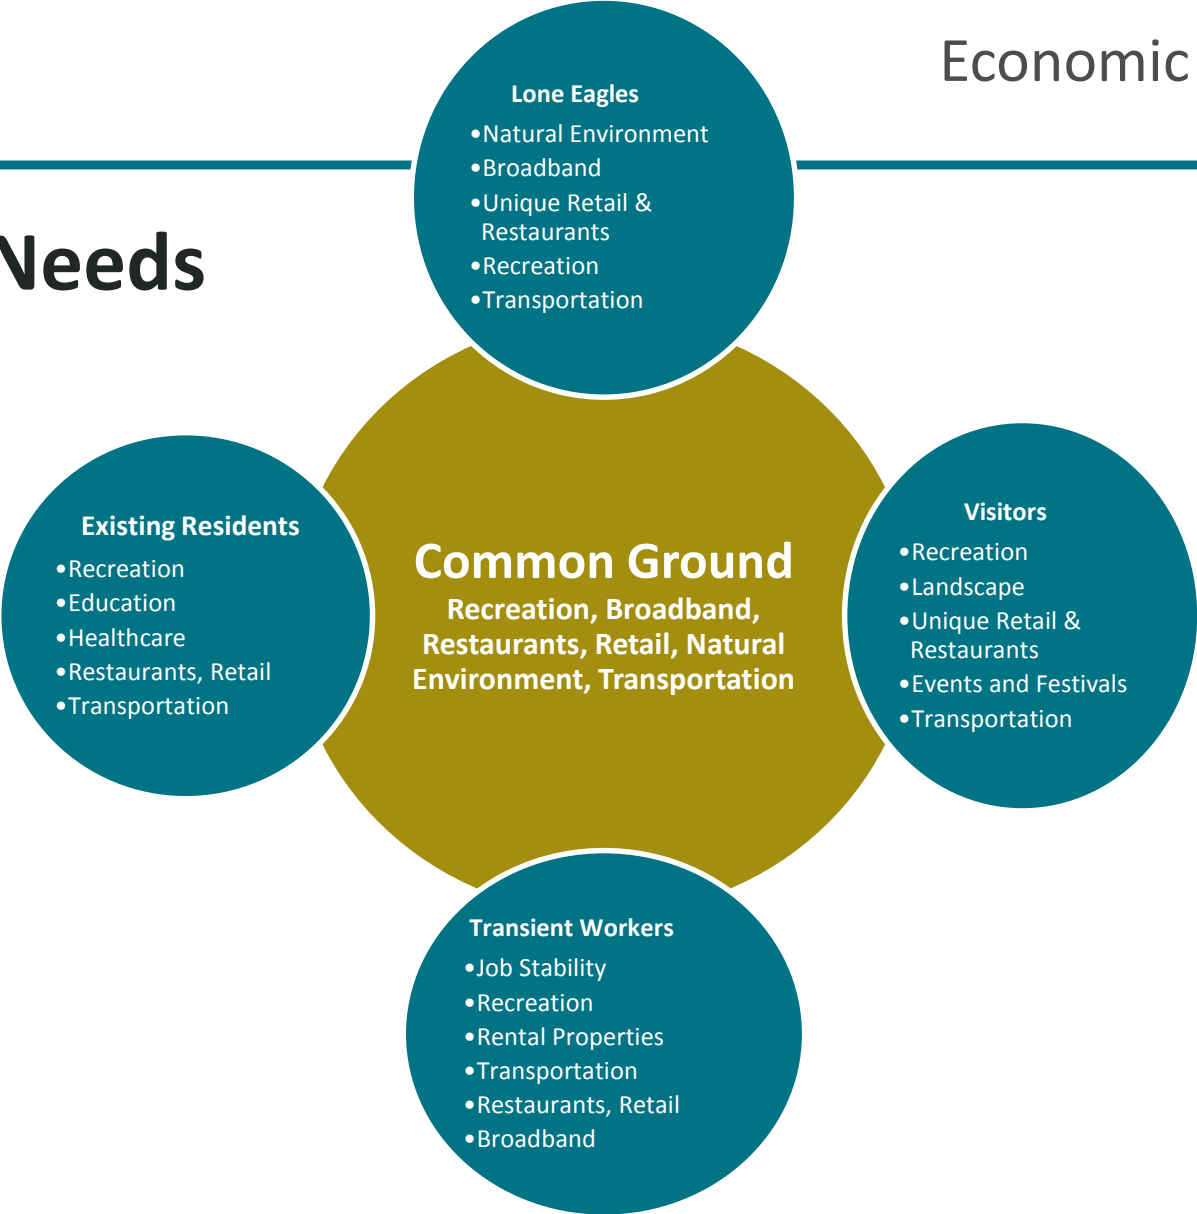 Economic
Needs
Lone Eagles
•Natural Environment
•Broadband
•Unique Retail &
Restaurants
•Recreation
•Transportation
Existing Residents
•Recreation
•Education
•Healthcare
•Restaurants, Retail
•Transportation
Common Ground
Recreation, Broadband,
Restaurants, Retail, Natural
Environment, Transportation
Visitors
•Recreation
•Landscape
•Unique Retail &
Restaurants
•Events and Festivals
•Transportation
Transient Workers
•Job Stability
•Recreation
•Rental Properties
•Transportation
•Restaurants, Retail
•Broadband